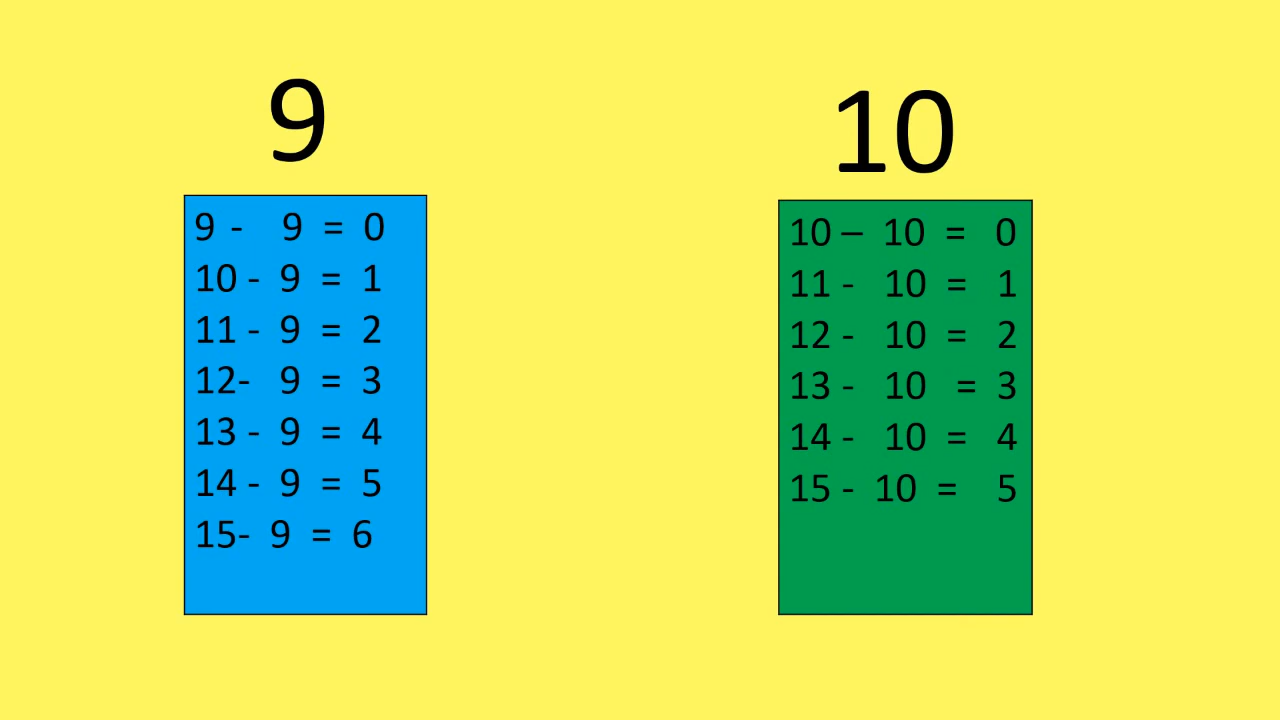 9
9 - 9 = 0
10 - 9 = 1
11 - 9 = 2
12- 9 = 3
13 - 9 = 4
14 - 9 = 5
15- 9 = 6
10
10 – 10 = 0
11 - 10 = 1
12 - 10 = 2
13 - 10 = 3
14 - 10 = 4
15 - 10 = 5